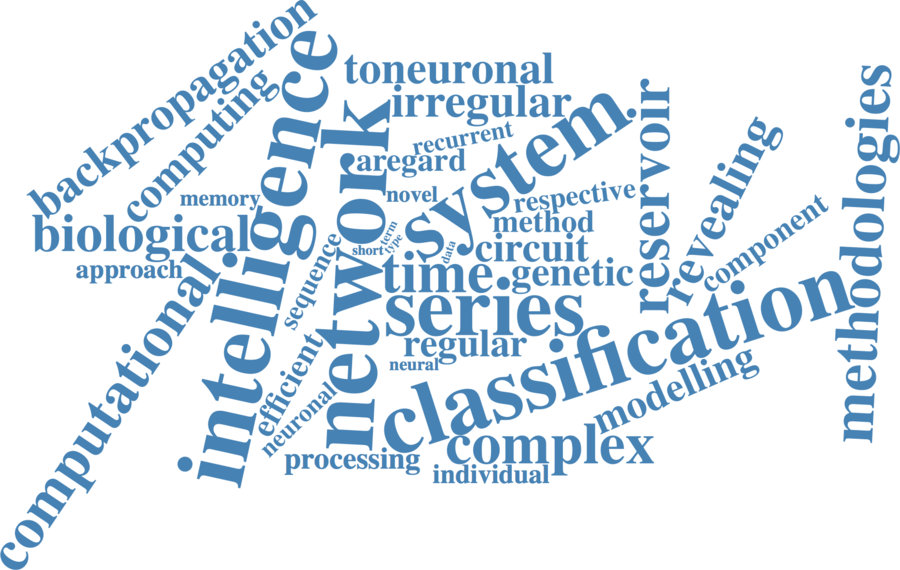 backpropagation
computing
intelligence
toneuronal
irregular
recurrent
aregard
network
system
reservoir
revealing
methodologies
memory
novel
respective
biological
method
component
approach
term
type
short
data
circuit
sequence
time
genetic
series
computational
regular
neural
classification
efficient
neuronal
modelling
complex
processing
individual